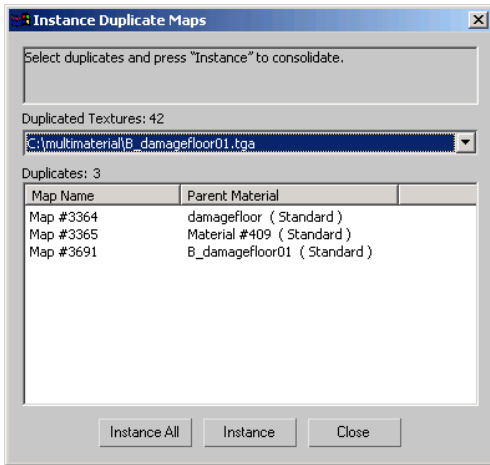 Instance Duplicate Maps
Select duplicates and press "Instance" to consolidate.
Duplicated Textures: 42
C:\multimaterial\B_damagefloor01.tga
Duplicates: 3
Map Name Parent Material
Map #3364 damagefloor ( Standard )
Map #3365 Material #409 ( Standard )
Map #3691 B_damagefloor01 ( Standard )
Instance All Instance Close